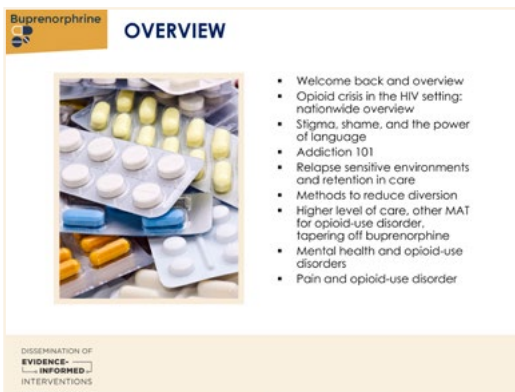 Buprenorphrine
OVERVIEW
▪ Welcome back and overview
▪ Opioid crisis in the HIV setting:
nationwide overview
▪ Stigma, shame, and the power
of language
▪ Addiction 101
▪ Relapse sensitive environments
and retention in care
▪ Methods to reduce diversion
▪ Higher level of care, other MAT
for opioid-use disorder,
tapering off buprenorphine
▪ Mental health and opioid-use
disorders
▪ Pain and opioid-use disorder
DISSEMINATION OF
EVIDENCE-
INFORMED
INTERVENTIONS